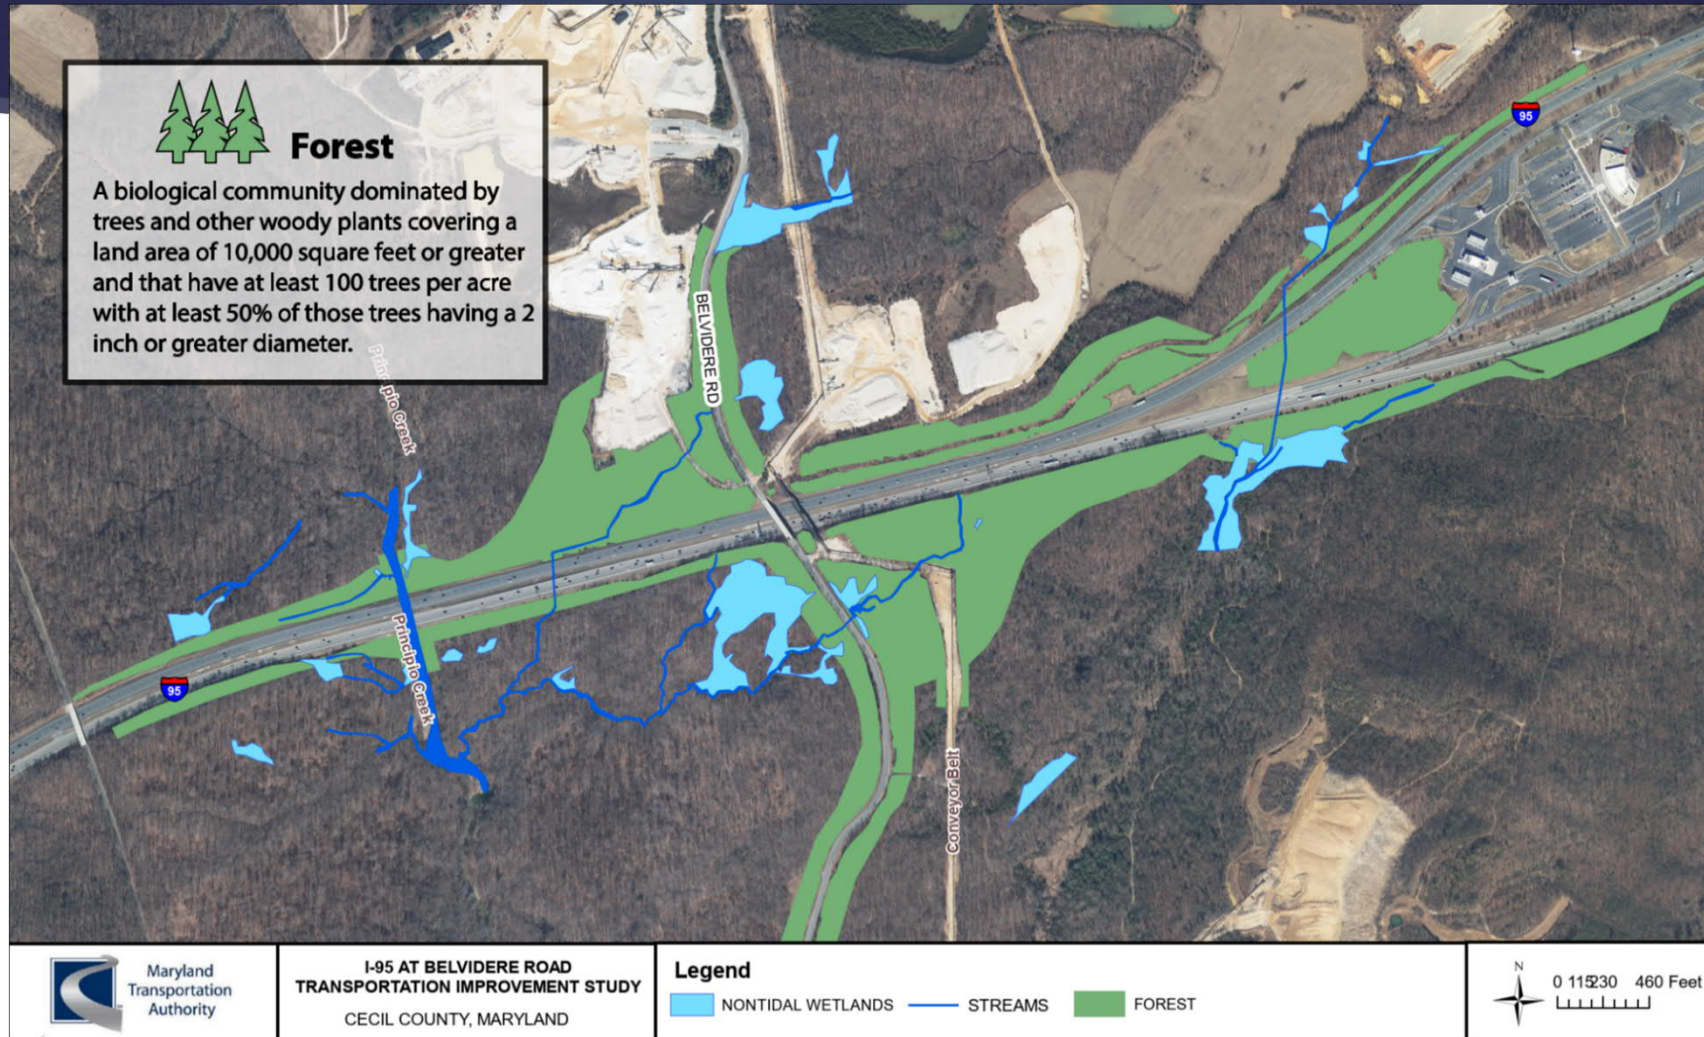 Forest
A biological community dominated by
trees and other woody plants covering a
land area of 10,000 square feet or greater
and that have at least 100 trees per acre
with at least 50% of those trees having a 2
inch or greater diameter.
95
BELVIDERE RD
Principio Creek
Principio Creek
95
Conveyor Belt
Maryland
Transportation
Authority
I-95 AT BELVIDERE ROAD
TRANSPORTATION IMPROVEMENT STUDY
CECIL COUNTY, MARYLAND
Legend
NONTIDAL WETLANDS
STREAMS
FOREST
N
0 115230 460 Feet